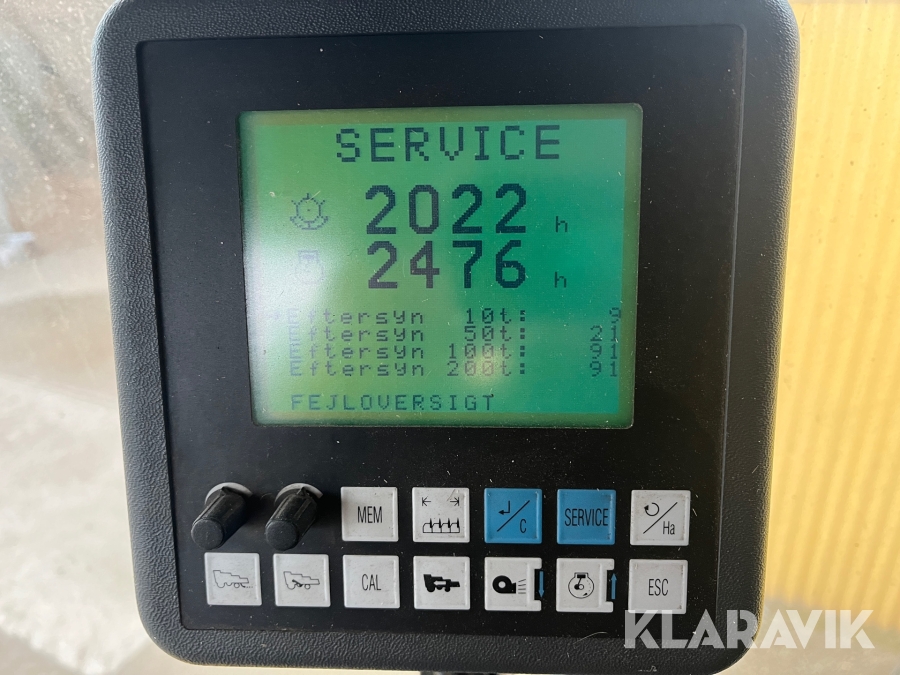 SERVICE
2022 h
2476 h
Eftersyn 10t: 9
Eftersyn 50t: 21
Eftersyn 100t: 91
Eftersyn 200t: 91
FEJLOVERSIGT
MEM
C
SERVICE
Ha
CAL
ESC
KLARAVIK